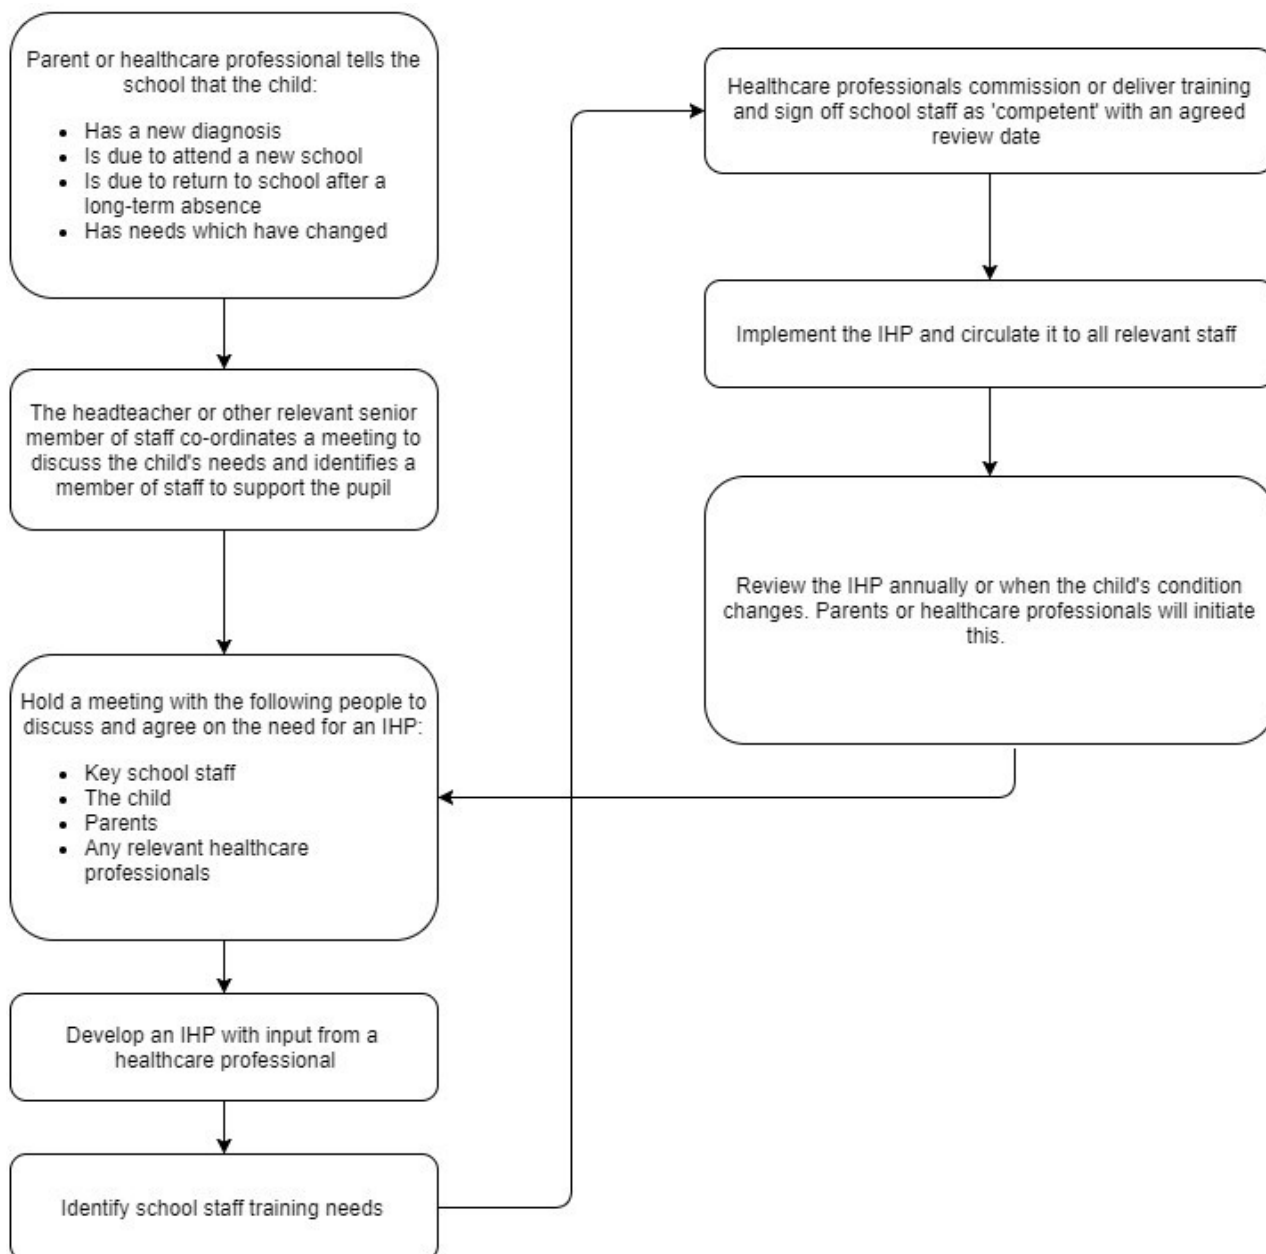 Parent or healthcare professional tells the
school that the child:
• Has a new diagnosis
• Is due to attend a new school
• Is due to return to school after a
long-term absence
• Has needs which have changed
The headteacher or other relevant senior
member of staff co-ordinates a meeting to
discuss the child's needs and identifies a
member of staff to support the pupil
Hold a meeting with the following people to
discuss and agree on the need for an IHP:
• Key school staff
• The child
• Parents
• Any relevant healthcare
professionals
Develop an IHP with input from a
healthcare professional
Identify school staff training needs
Healthcare professionals commission or deliver training
and sign off school staff as 'competent' with an agreed
review date
Implement the IHP and circulate it to all relevant staff
Review the IHP annually or when the child's condition
changes. Parents or healthcare professionals will initiate
this.